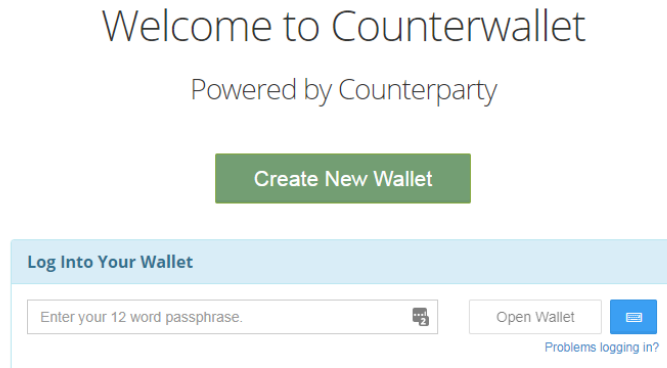 Welcome to Counterwallet
Powered by Counterparty
Create New Wallet
Log Into Your Wallet
Enter your 12 word passphrase.
2
Open Wallet
Problems logging in?